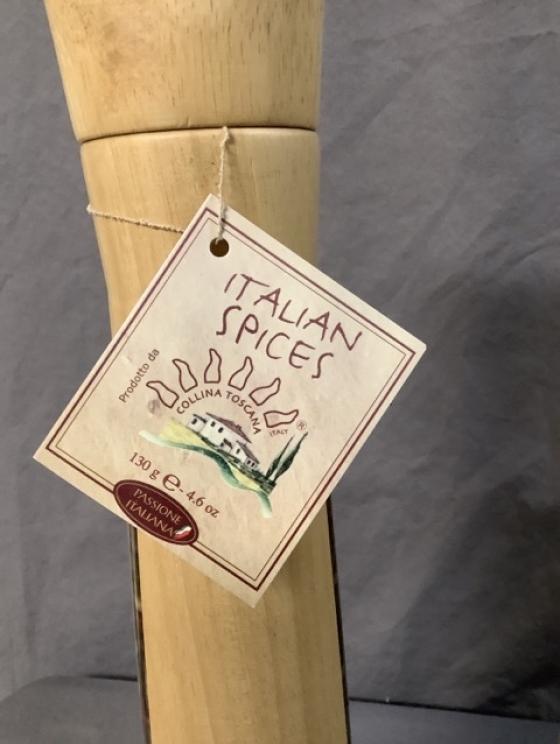 ITALIAN
SPICES
Prodotto da
COLLINA TOSCANA
ITALY ®
130 g e - 4.6 oz
PASSIONE
ITALIANA